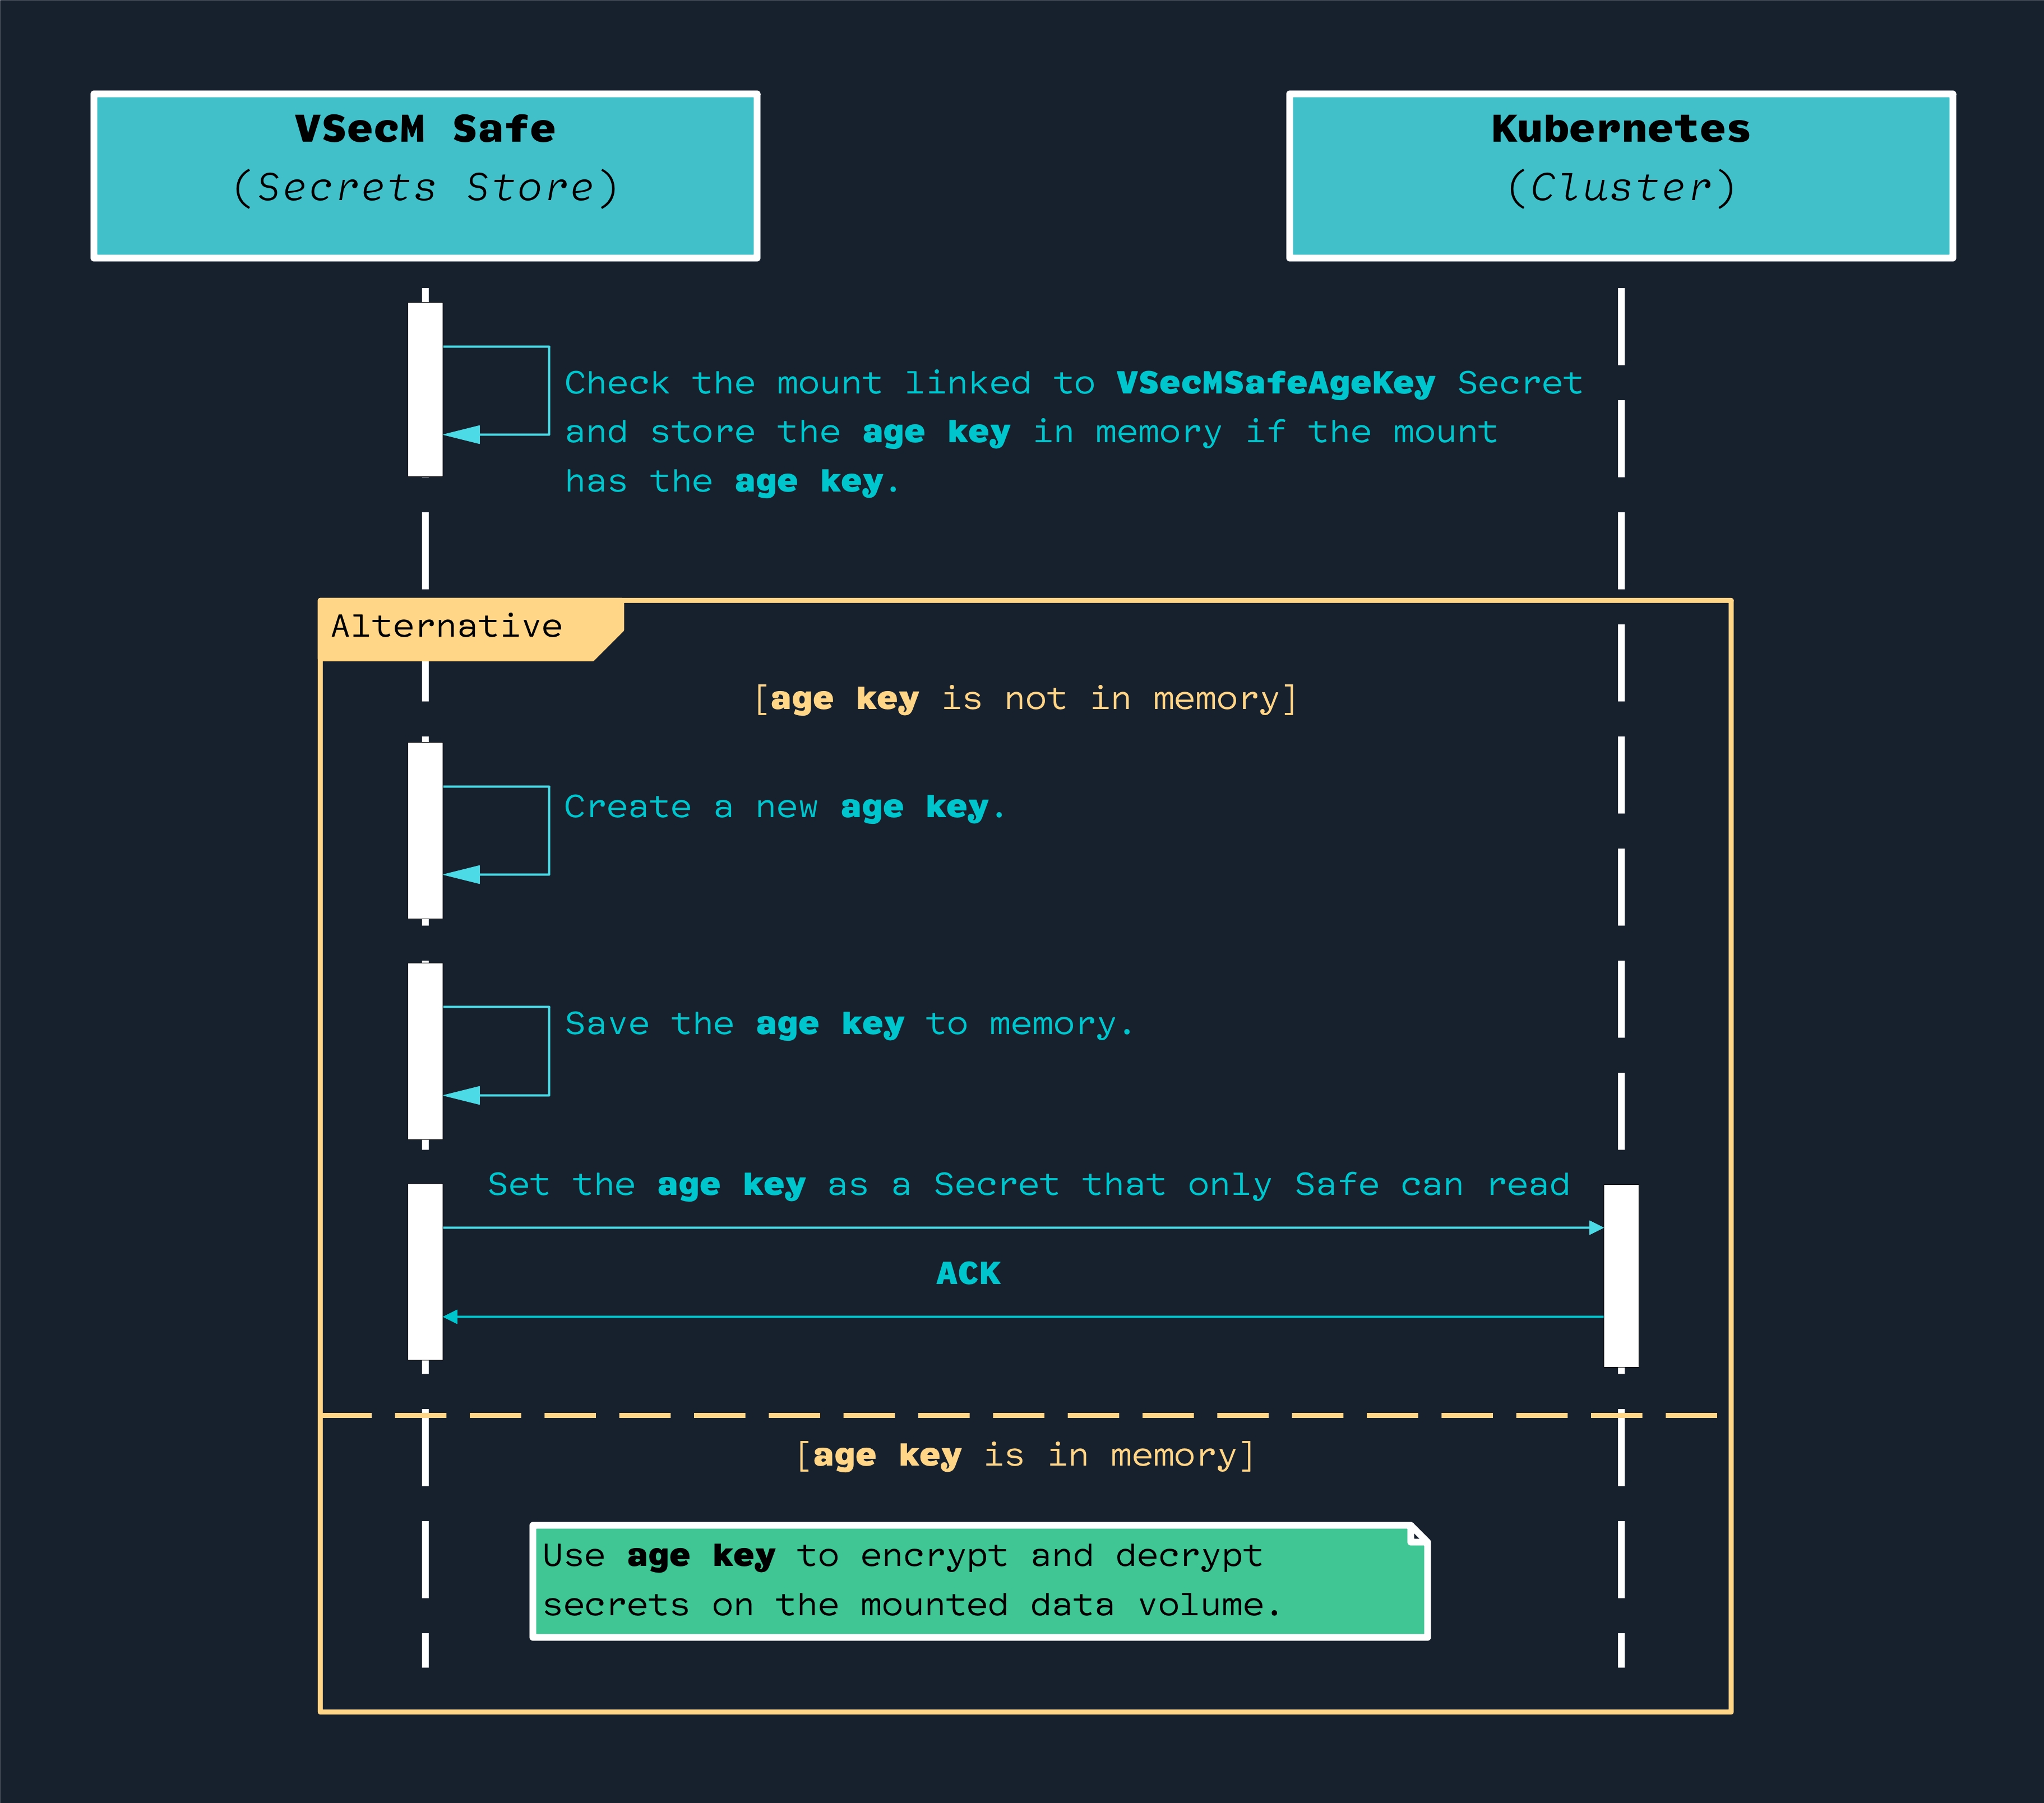 VSecM Safe
(Secrets Store)
Kubernetes
(Cluster)
Check the mount linked to VSecMSafeAgeKey Secret
and store the age key in memory if the mount
has the age key.
Alternative
[age key is not in memory]
Create a new age key.
Save the age key to memory.
Set the age key as a Secret that only Safe can read
ACK
[age key is in memory]
Use age key to encrypt and decrypt
secrets on the mounted data volume.